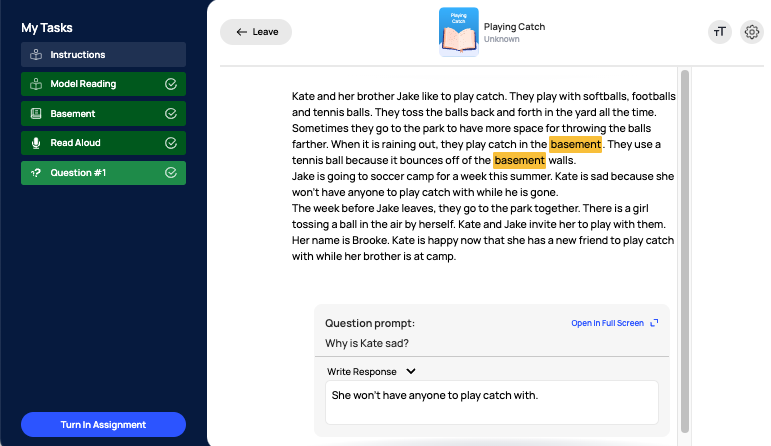 My Tasks
Instructions
Model Reading
Basement
Read Aloud
Question #1
Turn In Assignment
Leave
Playing
Catch
Playing Catch
Unknown
TT
Kate and her brother Jake like to play catch. They play with softballs, footballs
and tennis balls. They toss the balls back and forth in the yard all the time.
Sometimes they go to the park to have more space for throwing the balls
farther. When it is raining out, they play catch in the basement. They use a
tennis ball because it bounces off of the basement walls.
Jake is going to soccer camp for a week this summer. Kate is sad because she
won't have anyone to play catch with while he is gone.
The week before Jake leaves, they go to the park together. There is a girl
tossing a ball in the air by herself. Kate and Jake invite her to play with them.
Her name is Brooke. Kate is happy now that she has a new friend to play catch
with while her brother is at camp.
Question prompt:
Open In Full Screen
Why is Kate sad?
Write Response
She won't have anyone to play catch with.